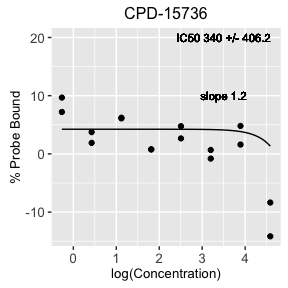 CPD-15736
IC50 340 +/- 406.2
slope 1.2
% Probe Bound
20
10
0
-10
0 1 2 3 4
log(Concentration)